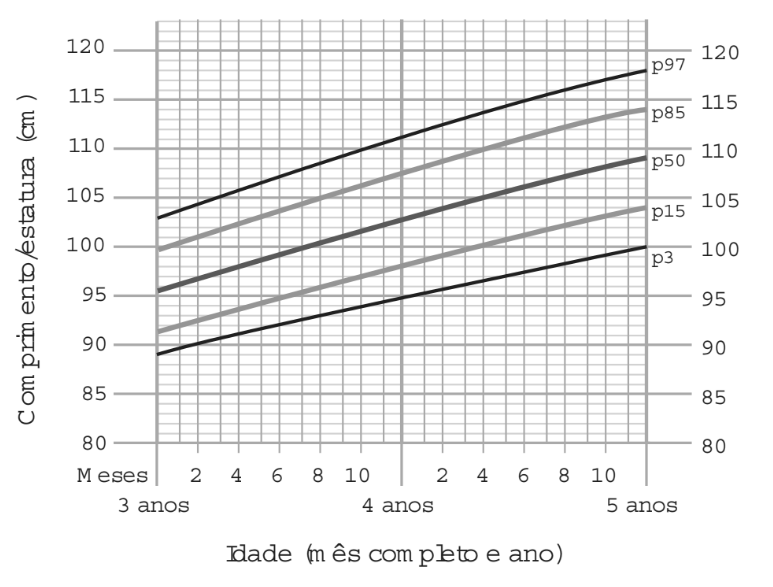 120
115
110
105
100
95
90
85
80
Comprimento/estatura (cm)
p97
p85
p50
p15
p3
120
115
110
105
100
95
90
85
80
Meses 2 4 6 8 10 2 4 6 8 10
3 anos 4 anos 5 anos
Idade (mês completo e ano)